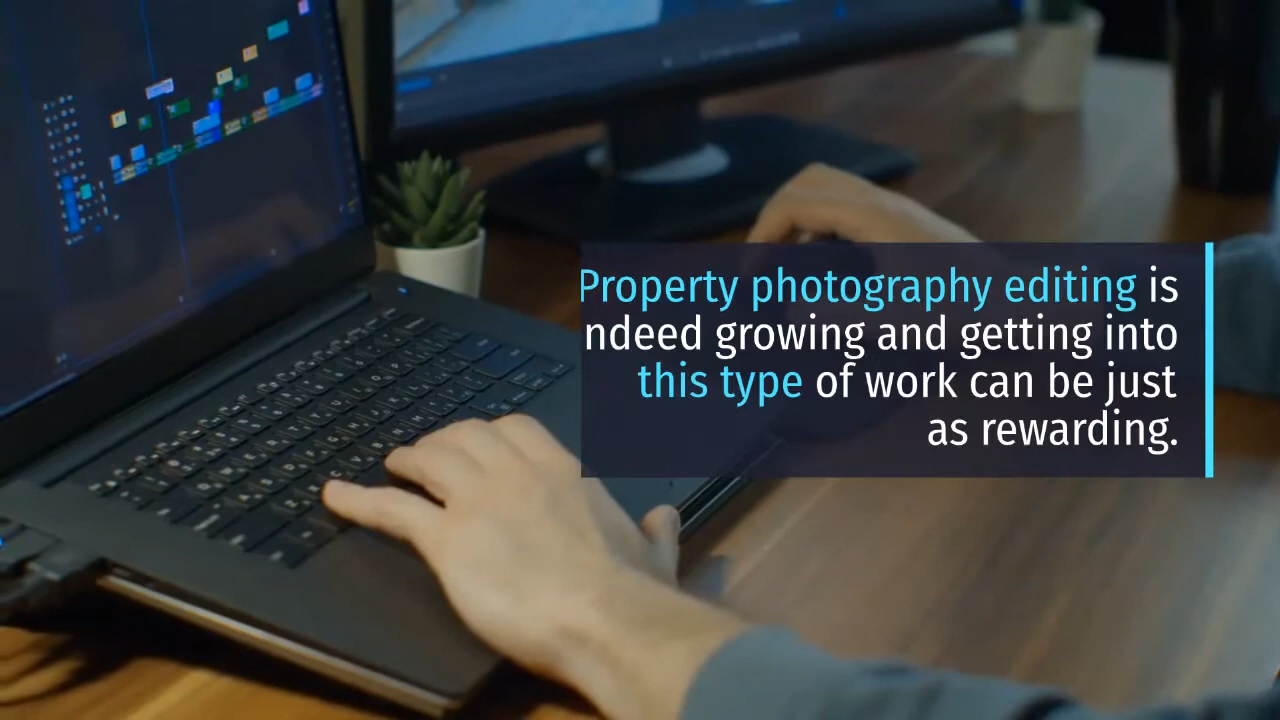 Property photography editing is
ndeed growing and getting into
this type of work can be just
as rewarding.